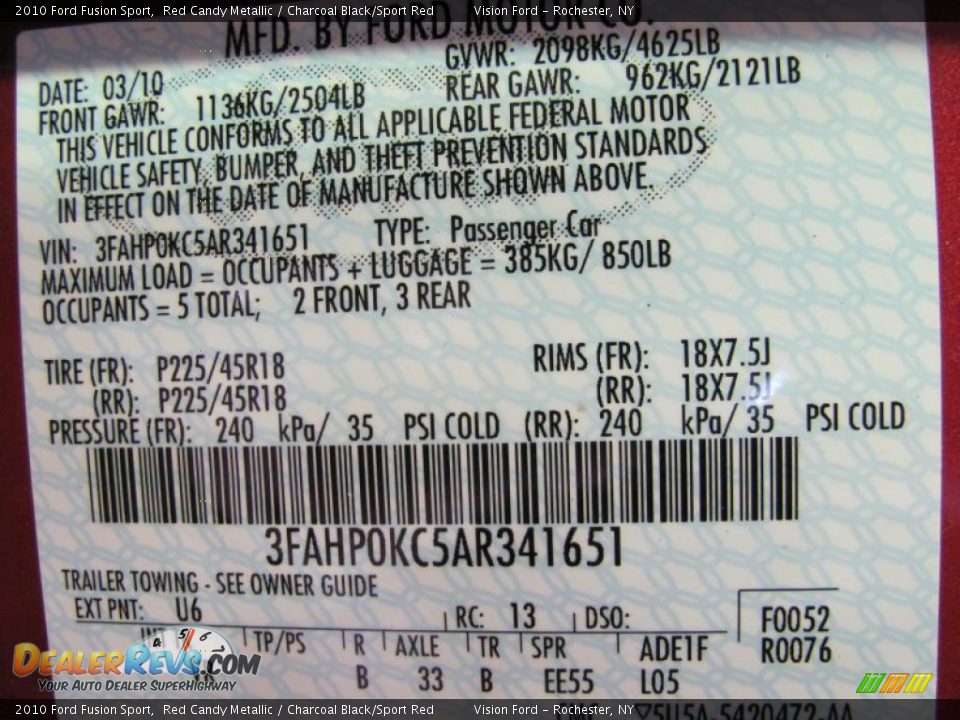 2010 Ford Fusion Sport, Red Candy Metallic / Charcoal Black/Sport Red Vision Ford - Rochester, NY
MFD. BY FORD MOTOR CO.
GVWR: 2098KG/4625LB
DATE: 03/10
REAR GAWR: 962KG/2121LB
FRONT GAWR: 1136KG/2504LB
THIS VEHICLE CONFORMS TO ALL APPLICABLE FEDERAL MOTOR
VEHICLE SAFETY, BUMPER, AND THEFT PREVENTION STANDARDS
IN EFFECT ON THE DATE OF MANUFACTURE SHOWN ABOVE.
VIN: 3FAHP0KC5AR341651 TYPE: Passenger Car
MAXIMUM LOAD = OCCUPANTS + LUGGAGE = 385KG/ 850LB
OCCUPANTS = 5 TOTAL; 2 FRONT, 3 REAR
TIRE (FR): P225/45R18 RIMS (FR): 18X7.5J
(RR): P225/45R18 (RR): 18X7.5J
PRESSURE (FR): 240 kPa/ 35 PSI COLD (RR): 240 kPa/ 35 PSI COLD
3FAHP0KC5AR341651
TRAILER TOWING - SEE OWNER GUIDE
EXT PNT: U6 RC: 13 DSO: F0052
TP/PS R AXLE TR SPR ADE1F R0076
B 33 B EE55 L05
4 5 6
DealerRevs.com
Your Auto Dealer SuperHighway
2010 Ford Fusion Sport, Red Candy Metallic / Charcoal Black/Sport Red Vision Ford - Rochester, NY